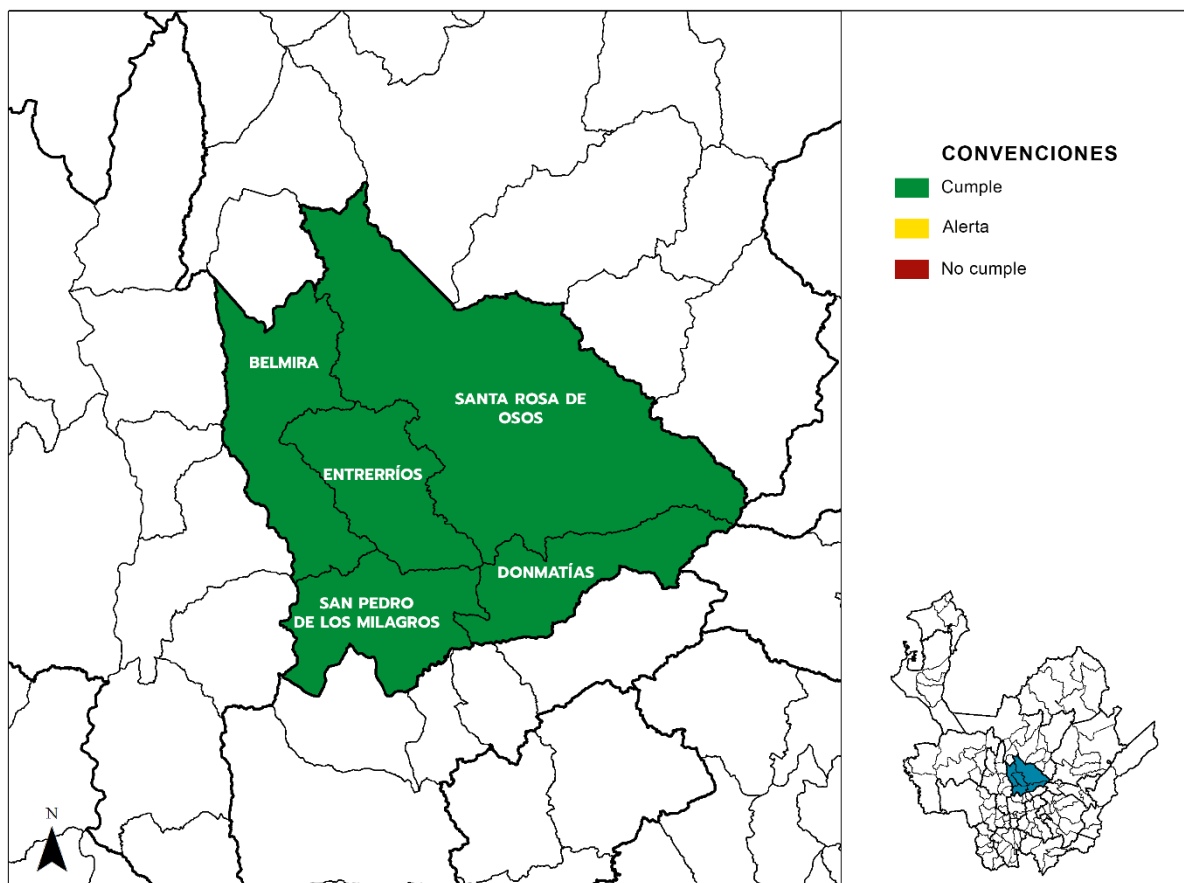 CONVENCIONES
Cumple
Alerta
No cumple
BELMIRA
SANTA ROSA DE
OSOS
ENTRERRÍOS
DONMATÍAS
SAN PEDRO
DE LOS MILAGROS
N